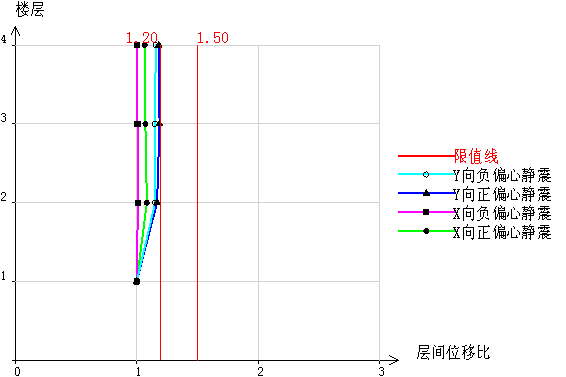 楼层
4
1.20
1.50
3
2
1
0
0
1
2
3
层间位移比
限值线
Y向负偏心静震
Y向正偏心静震
X向负偏心静震
X向正偏心静震